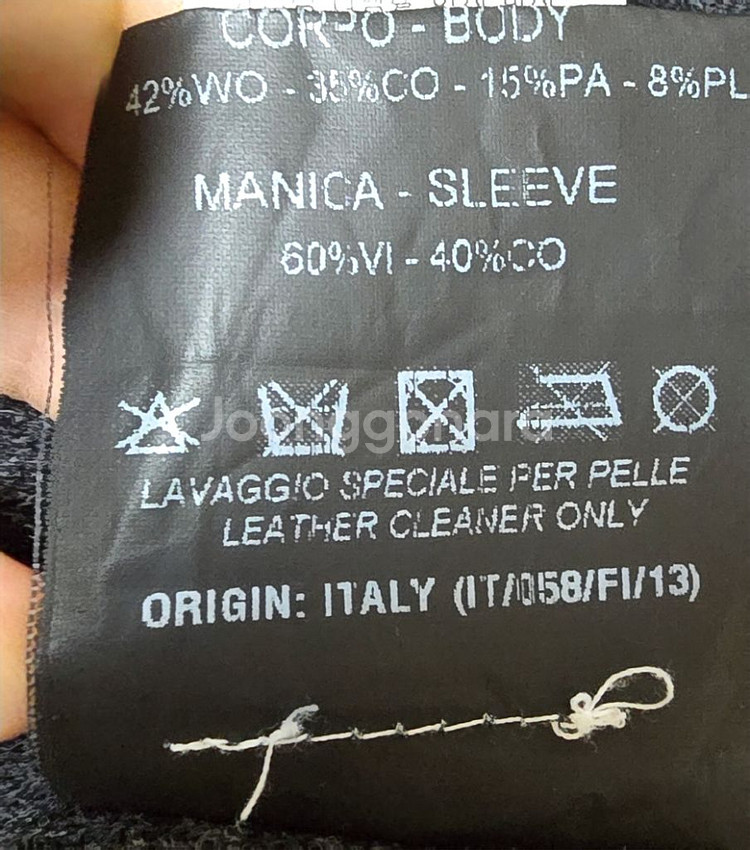 CORPO - BODY
42%WO - 35%CO - 15%PA - 8%PL
MANICA - SLEEVE
60%VI - 40%CO
Joonggonara
LAVAGGIO SPECIALE PER PELLE
LEATHER CLEANER ONLY
ORIGIN: ITALY (IT/058/FI/13)